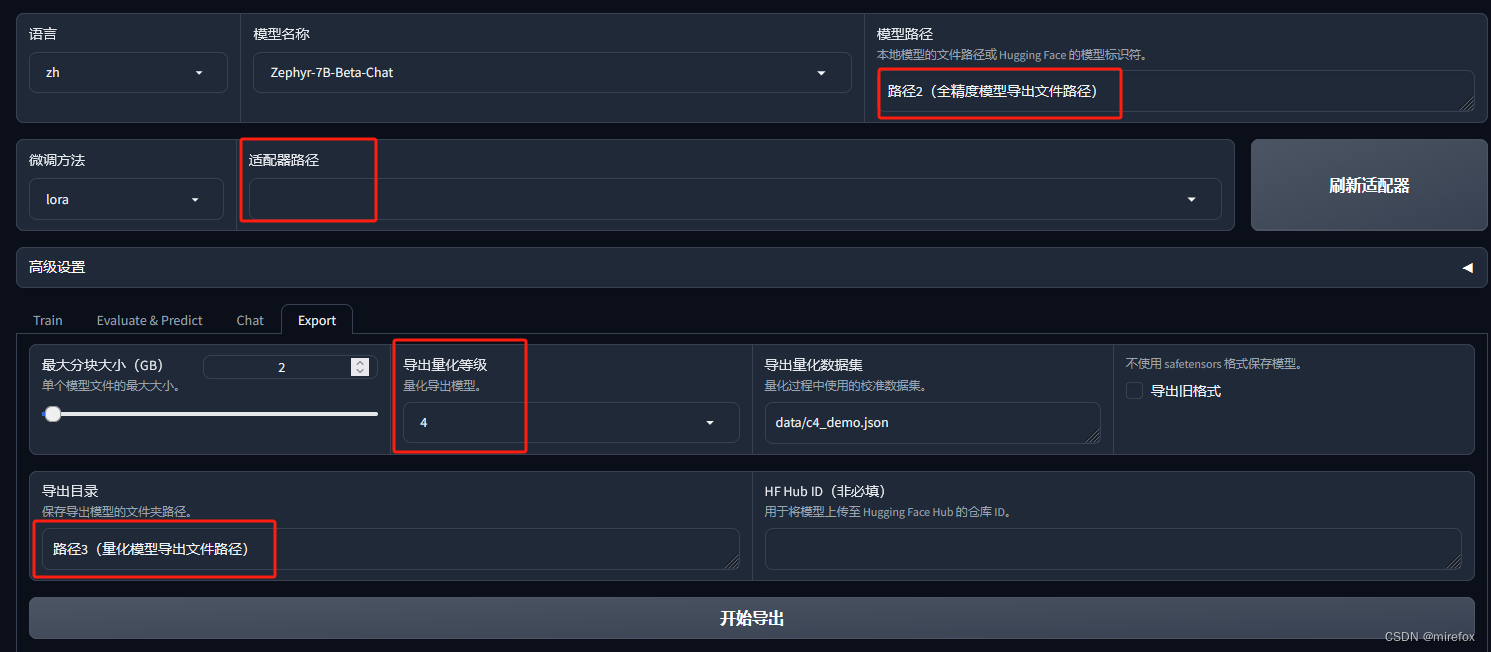 语言
zh
模型名称
Zephyr-7B-Beta-Chat
模型路径
本地模型的文件路径或 Hugging Face 的模型标识符。
路径2（全精度模型导出文件路径）
微调方法
lora
适配器路径
刷新适配器
高级设置
Train
Evaluate & Predict
Chat
Export
最大分块大小（GB）
2
单个模型文件的最大大小。
导出量化等级
量化导出模型。
4
导出量化数据集
量化过程中使用的校准数据集。
data/c4_demo.json
不使用 safetensors 格式保存模型。
导出旧格式
导出目录
保存导出模型的文件夹路径。
路径3（量化模型导出文件路径）
HF Hub ID（非必填）
用于将模型上传至 Hugging Face Hub 的仓库 ID。
开始导出
CSDN @mirefox